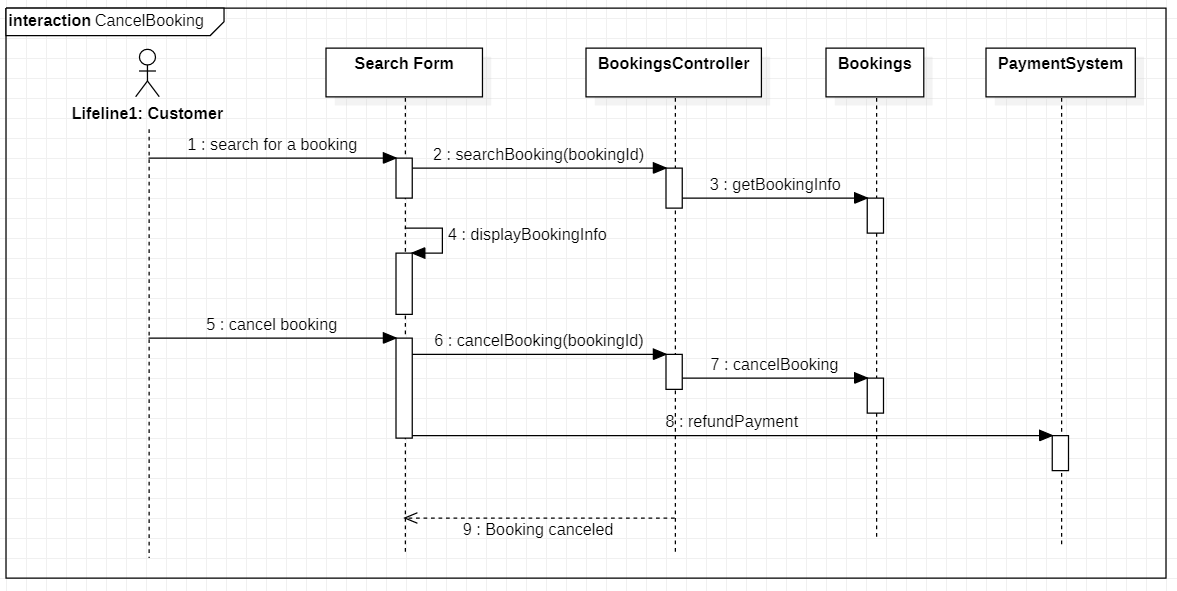 interaction CancelBooking
Lifeline1: Customer
Search Form
BookingsController
Bookings
PaymentSystem
1 : search for a booking
2 : searchBooking(bookingId)
3 : getBookingInfo
4 : displayBookingInfo
5 : cancel booking
6 : cancelBooking(bookingId)
7 : cancelBooking
8 : refundPayment
9 : Booking canceled